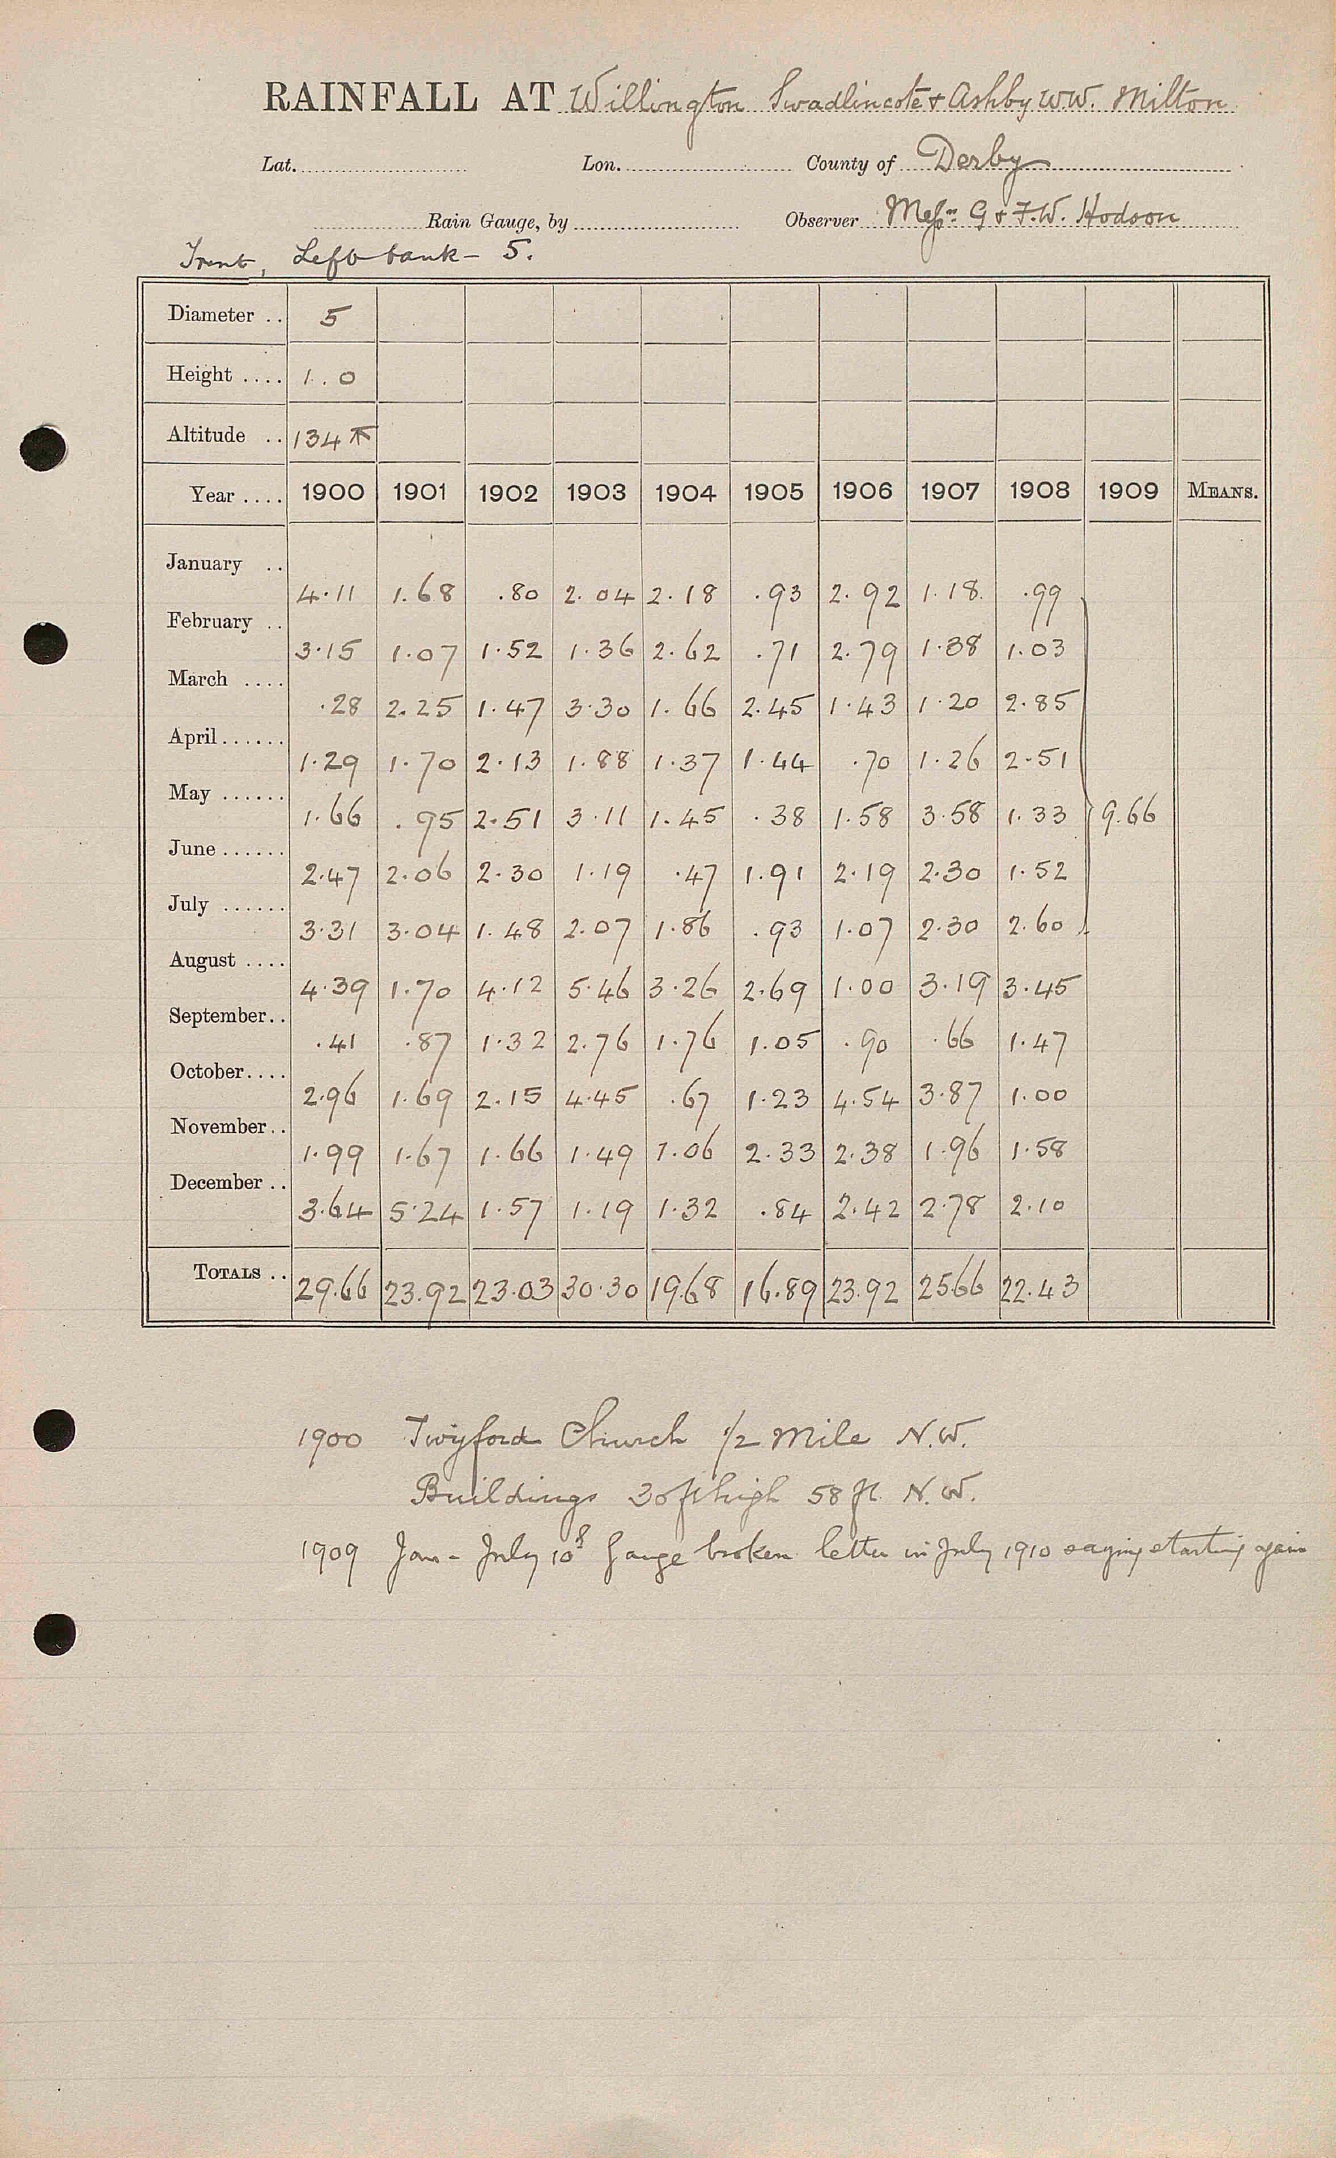 RAINFALL AT Willington Swadlincote & Ashby W.W. Milton
Lat. Lon. County of Derby
Rain Gauge, by Observer Messrs G & F.W. Hodson
Trent, Left bank - 5.
Diameter .. 5
Height .... 1.0
Altitude .. 134
Year .... 1900 1901 1902 1903 1904 1905 1906 1907 1908 1909 MEANS.
January .. 4.11 1.68 .80 2.04 2.18 .93 2.92 1.18 .99
February .. 3.15 1.07 1.52 1.36 2.62 .71 2.79 1.38 1.03
March .... .28 2.25 1.47 3.30 1.66 2.45 1.43 1.20 2.85
April...... 1.29 1.70 2.13 1.88 1.37 1.44 .70 1.26 2.51
May ...... 1.66 .95 2.51 3.11 1.45 .38 1.58 3.58 1.33 9.66
June ...... 2.47 2.06 2.30 1.19 .47 1.91 2.19 2.30 1.52
July ...... 3.31 3.04 1.48 2.07 1.86 .93 1.07 2.30 2.60
August .... 4.39 1.70 4.12 5.46 3.26 2.69 1.00 3.19 3.45
September.. .41 .87 1.32 2.76 1.76 1.05 .90 .66 1.47
October.... 2.96 1.69 2.15 4.45 .67 1.23 4.54 3.87 1.00
November.. 1.99 1.67 1.66 1.49 1.06 2.33 2.38 1.96 1.58
December .. 3.64 5.24 1.57 1.19 1.32 .84 2.42 2.78 2.10
TOTALS .. 29.66 23.92 23.03 30.30 19.68 16.89 23.92 25.66 22.43
1900 Twyford Church 1/2 Mile N.W.
Buildings 30 ft high 58 ft N.W.
1909 Jan - July 10 Gauge broken letter in July 1910 saying starting again